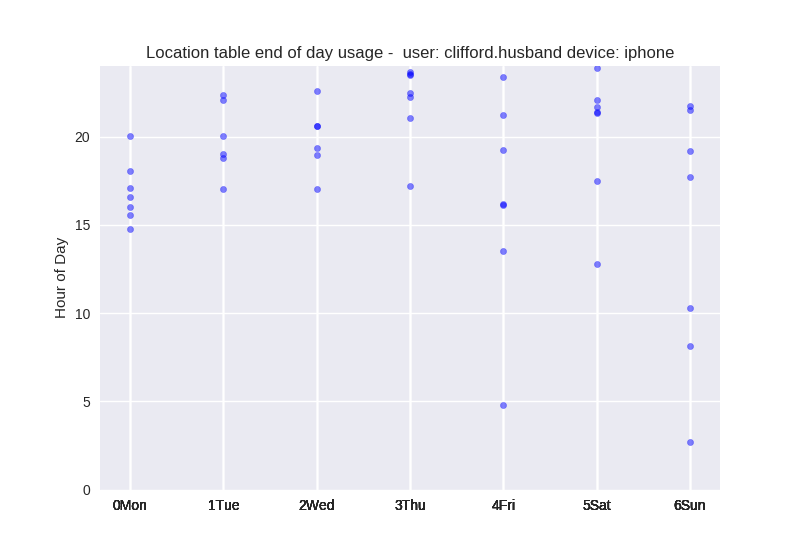 Location table end of day usage -  user: clifford.husband device: iphone
Hour of Day
20
15
10
5
0
0Mon 1Tue 2Wed 3Thu 4Fri 5Sat 6Sun